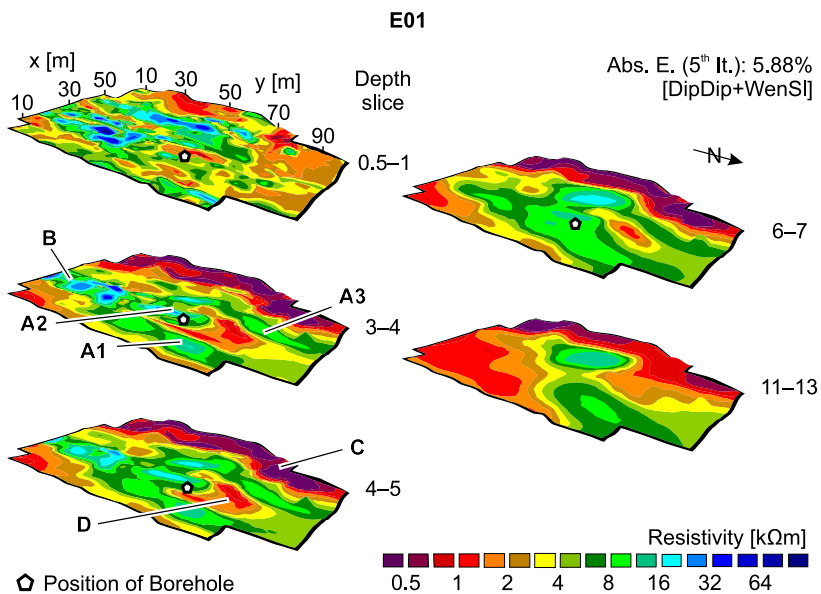 E01
x [m]
y [m]
Depth
slice
10
30
50
10
30
50
70
90
0.5–1
Abs. E. (5th It.): 5.88%
[DipDip+WenSl]
N
6–7
B
A2
A1
A3
3–4
11–13
C
D
4–5
Resistivity [kΩm]
0.5 1 2 4 8 16 32 64
Position of Borehole